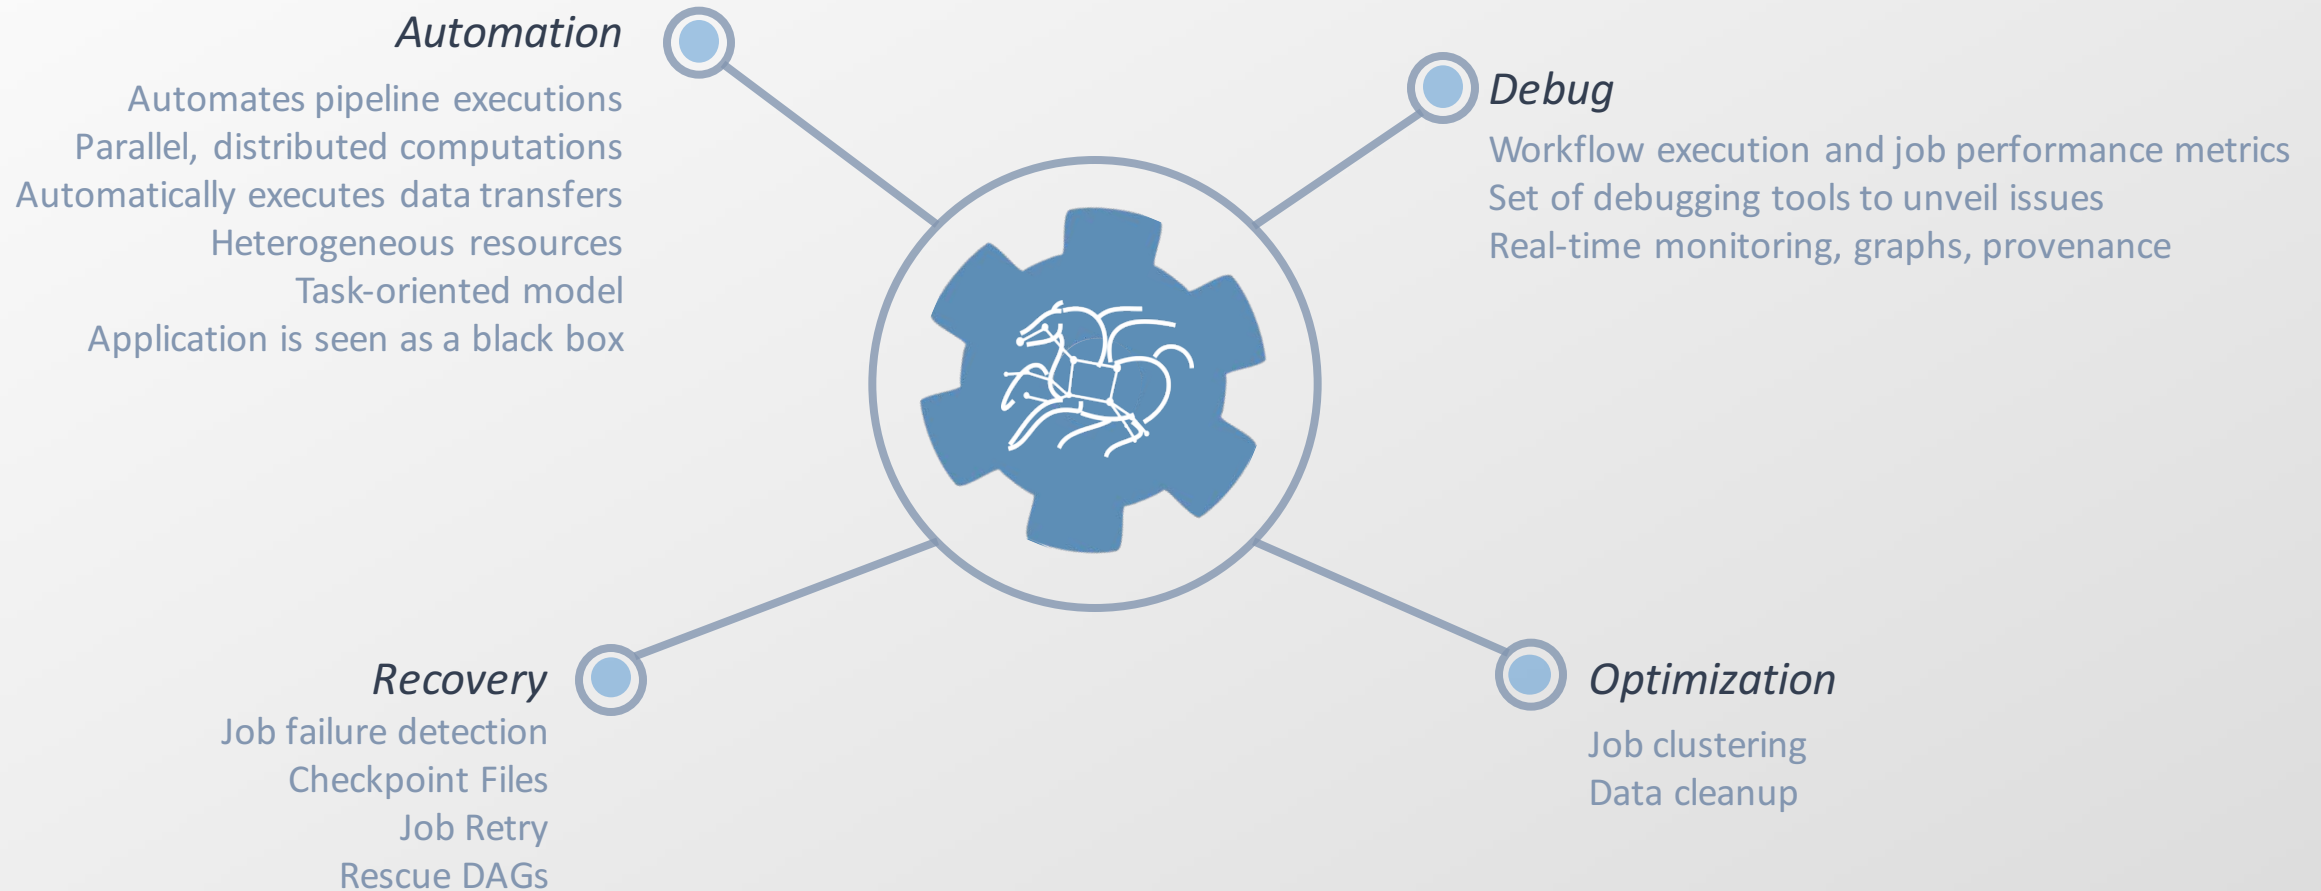 Automation
Automates pipeline executions
Parallel, distributed computations
Automatically executes data transfers
Heterogeneous resources
Task-oriented model
Application is seen as a black box
Debug
Workflow execution and job performance metrics
Set of debugging tools to unveil issues
Real-time monitoring, graphs, provenance
Recovery
Job failure detection
Checkpoint Files
Job Retry
Rescue DAGs
Optimization
Job clustering
Data cleanup